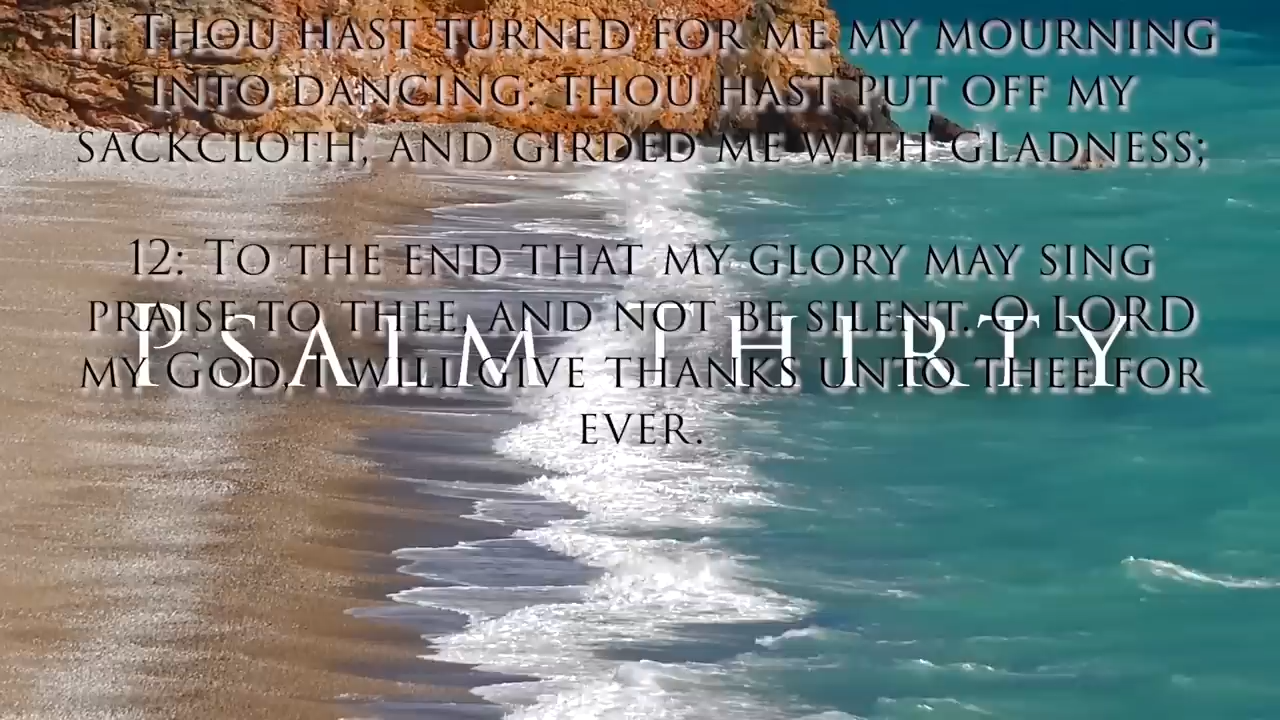 11: Thou hast turned for me my mourning
into dancing. thou hast put off my
sackcloth, and girded me with gladness;
12: To the end that my glory may sing
praise to thee, and not be silent. O LORD
my God, I will give thanks unto thee for
ever.
Psalm Thirty